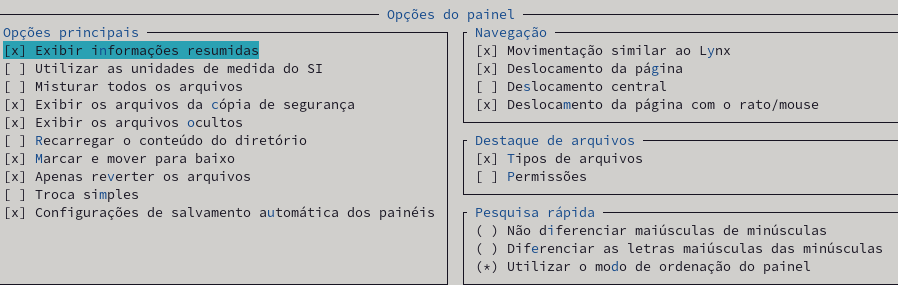 Opções do painel
Opções principais
[x] Exibir informações resumidas
[ ] Utilizar as unidades de medida do SI
[ ] Misturar todos os arquivos
[x] Exibir os arquivos da cópia de segurança
[x] Exibir os arquivos ocultos
[ ] Recarregar o conteúdo do diretório
[x] Marcar e mover para baixo
[x] Apenas reverter os arquivos
[ ] Troca simples
[x] Configurações de salvamento automática dos painéis
Navegação
[x] Movimentação similar ao Lynx
[x] Deslocamento da página
[ ] Deslocamento central
[x] Deslocamento da página com o rato/mouse
Destaque de arquivos
[x] Tipos de arquivos
[ ] Permissões
Pesquisa rápida
( ) Não diferenciar maiúsculas de minúsculas
( ) Diferenciar as letras maiúsculas das minúsculas
(*) Utilizar o modo de ordenação do painel